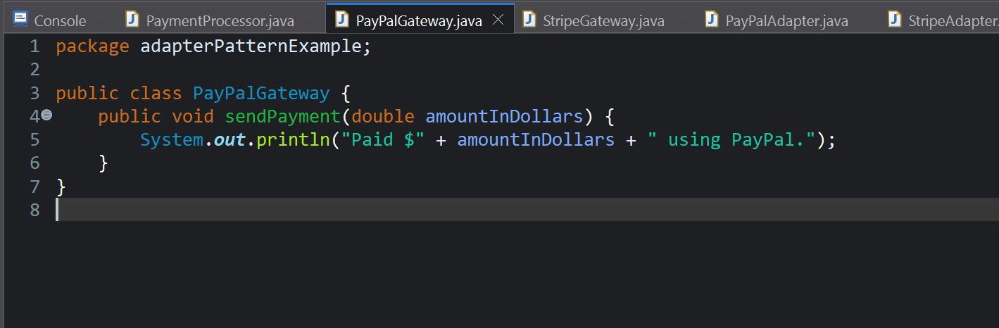 Console PaymentProcessor.java PayPalGateway.java StripeGateway.java PayPalAdapter.java StripeAdapter.
1 package adapterPatternExample;
2
3 public class PayPalGateway {
4     public void sendPayment(double amountInDollars) {
5         System.out.println("Paid $" + amountInDollars + " using PayPal.");
6     }
7 }
8